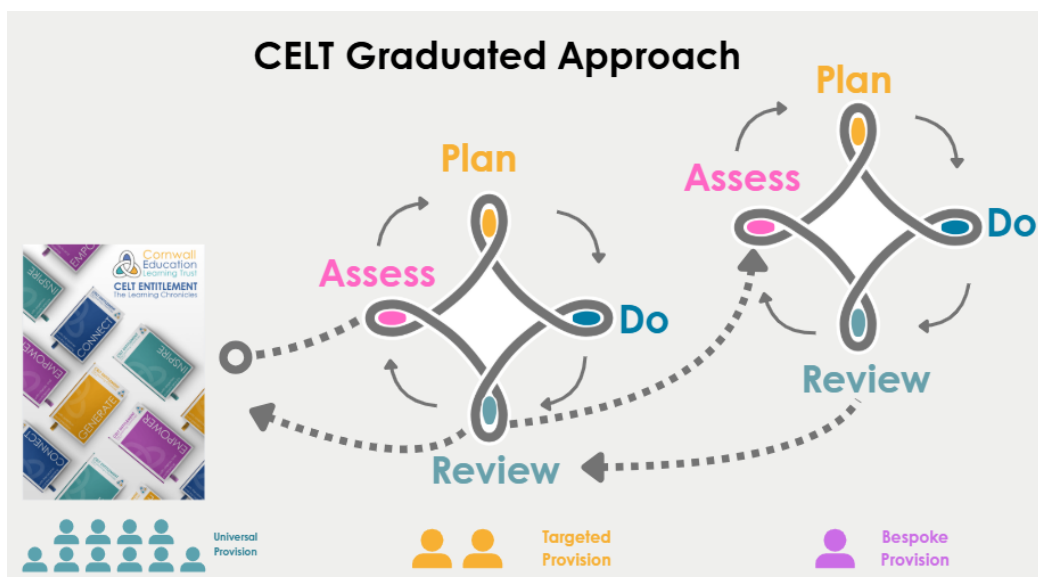 CELT Graduated Approach
Plan
Assess
Do
Review
Plan
Assess
Do
Review
Cornwall
Education
Learning Trust
CELT ENTITLEMENT
The Learning Chronicles
EMPO
INSPIRE
CONNECT
INSPIRE
EMPOWER
GENERATE
EMPOWER
CONNECT
Universal
Provision
Targeted
Provision
Bespoke
Provision